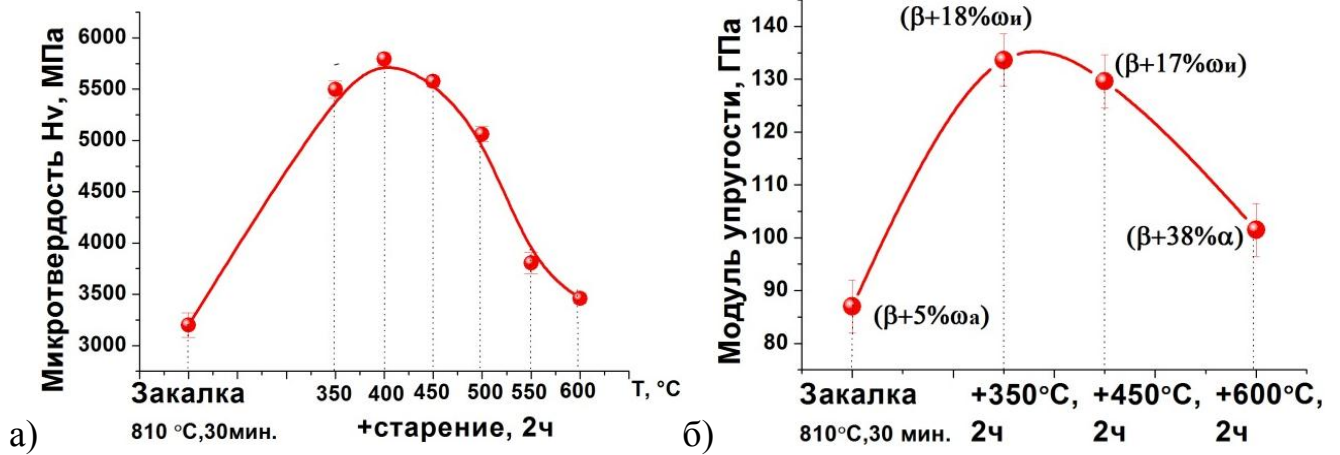 а)
Микротвердость Hv, МПа
6000
5500
5000
4500
4000
3500
3000
350 400 450 500 550 600 T, °C
Закалка
810 °C,30мин.
+старение, 2ч
б)
Модуль упругости, ГПа
140
130
120
110
100
90
80
(β+18%ωи)
(β+17%ωи)
(β+38%α)
(β+5%ωа)
Закалка +350°C, +450°C, +600°C,
810°C,30 мин. 2ч 2ч 2ч